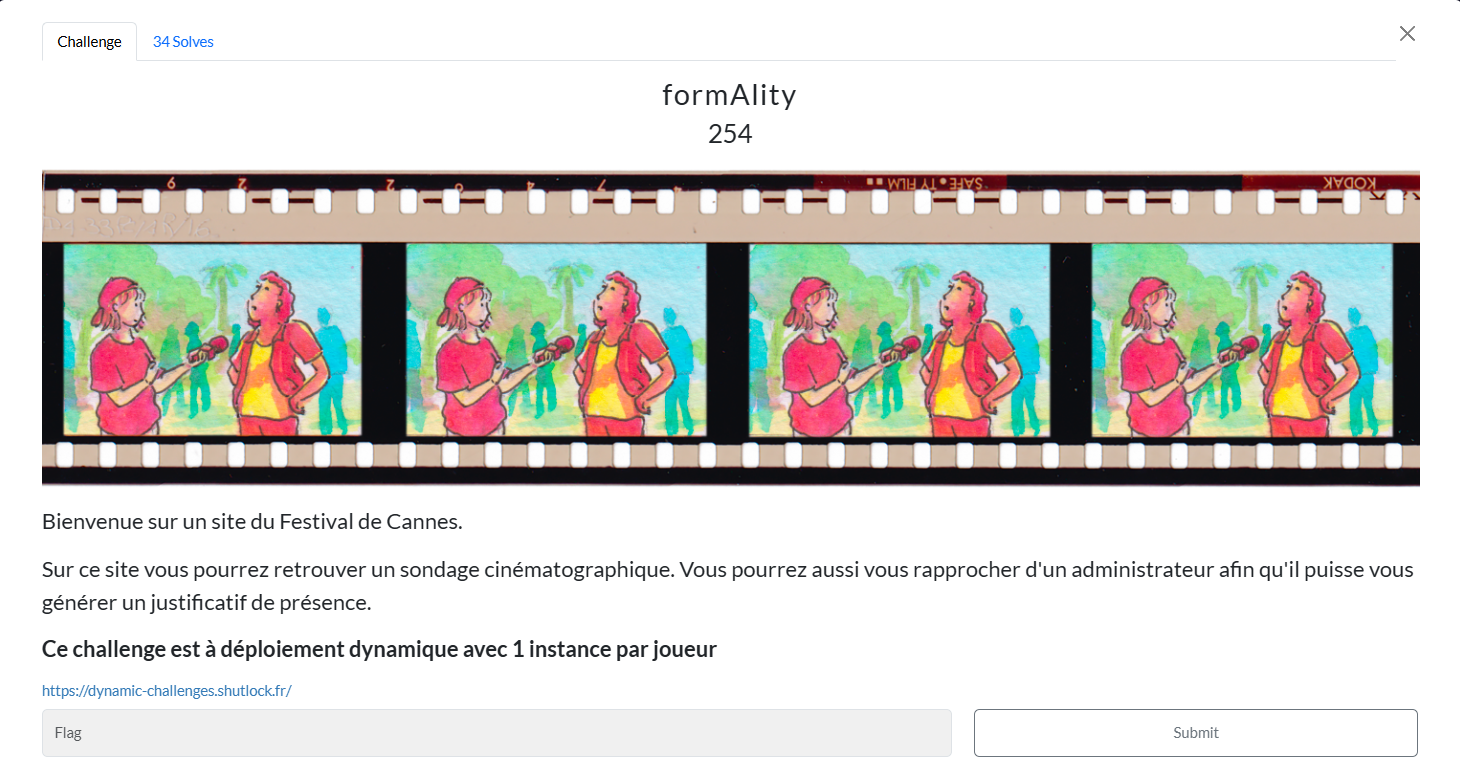 Challenge
34 Solves
formAlity
254
KODAK
Bienvenue sur un site du Festival de Cannes.
Sur ce site vous pourrez retrouver un sondage cinématographique. Vous pourrez aussi vous rapprocher d'un administrateur afin qu'il puisse vous
générer un justificatif de présence.
Ce challenge est à déploiement dynamique avec 1 instance par joueur
https://dynamic-challenges.shutlock.fr/
Flag
Submit